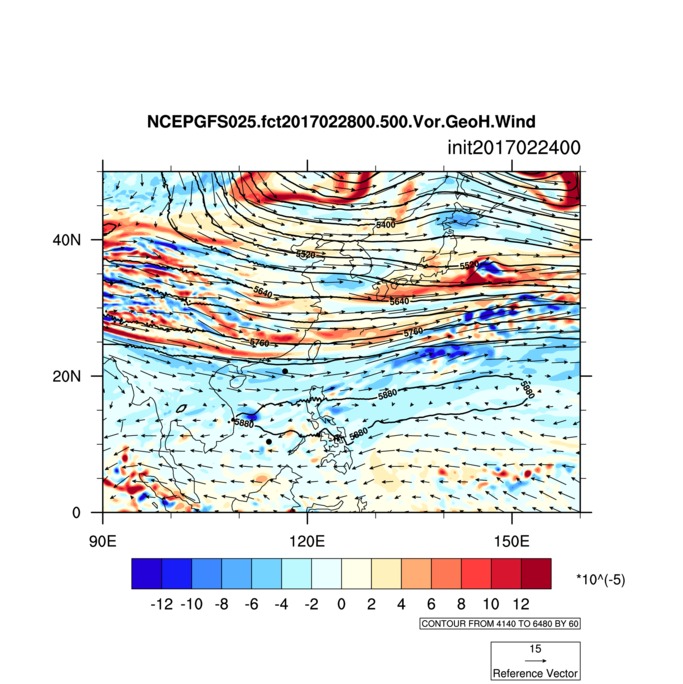 NCEPGFS025.fct2017022800.500.Vor.GeoH.Wind
init2017022400
5400
40N
5520
5520
5640
5640
5760
5760
20N
5880
5880
5880
5880
0
90E 120E 150E
-12 -10 -8 -6 -4 -2 0 2 4 6 8 10 12
*10^(-5)
CONTOUR FROM 4140 TO 6480 BY 60
15
Reference Vector